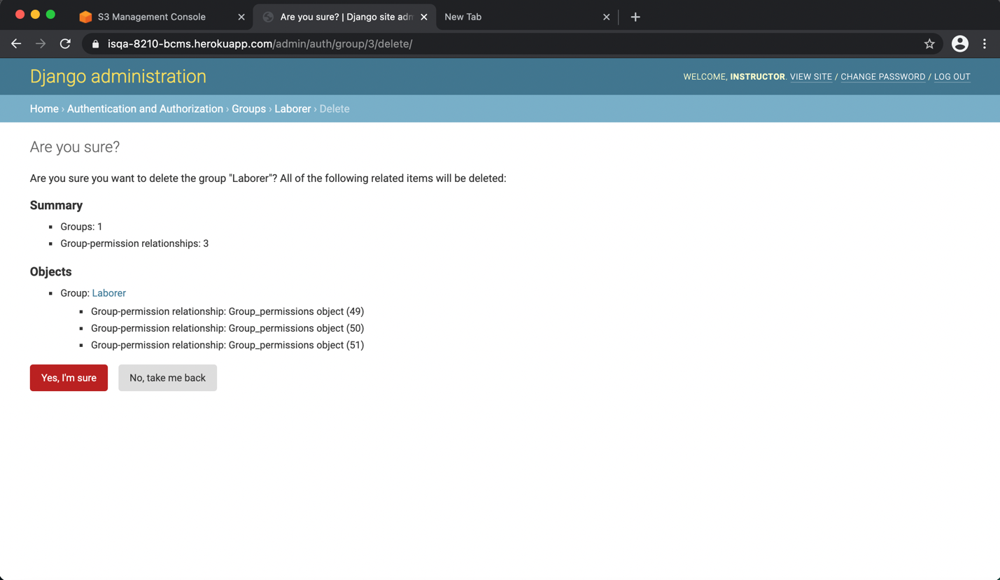 S3 Management Console
Are you sure? | Django site adn
New Tab
isqa-8210-bcms.herokuapp.com/admin/auth/group/3/delete/
Django administration
WELCOME, INSTRUCTOR. VIEW SITE / CHANGE PASSWORD / LOG OUT
Home › Authentication and Authorization › Groups › Laborer › Delete
Are you sure?
Are you sure you want to delete the group "Laborer"? All of the following related items will be deleted:
Summary
Groups: 1
Group-permission relationships: 3
Objects
Group: Laborer
Group-permission relationship: Group_permissions object (49)
Group-permission relationship: Group_permissions object (50)
Group-permission relationship: Group_permissions object (51)
Yes, I'm sure
No, take me back